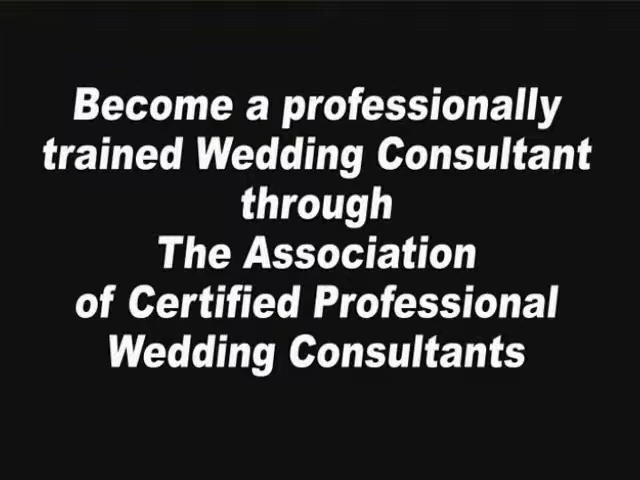 Become a professionally
trained Wedding Consultant
through
The Association
of Certified Professional
Wedding Consultants